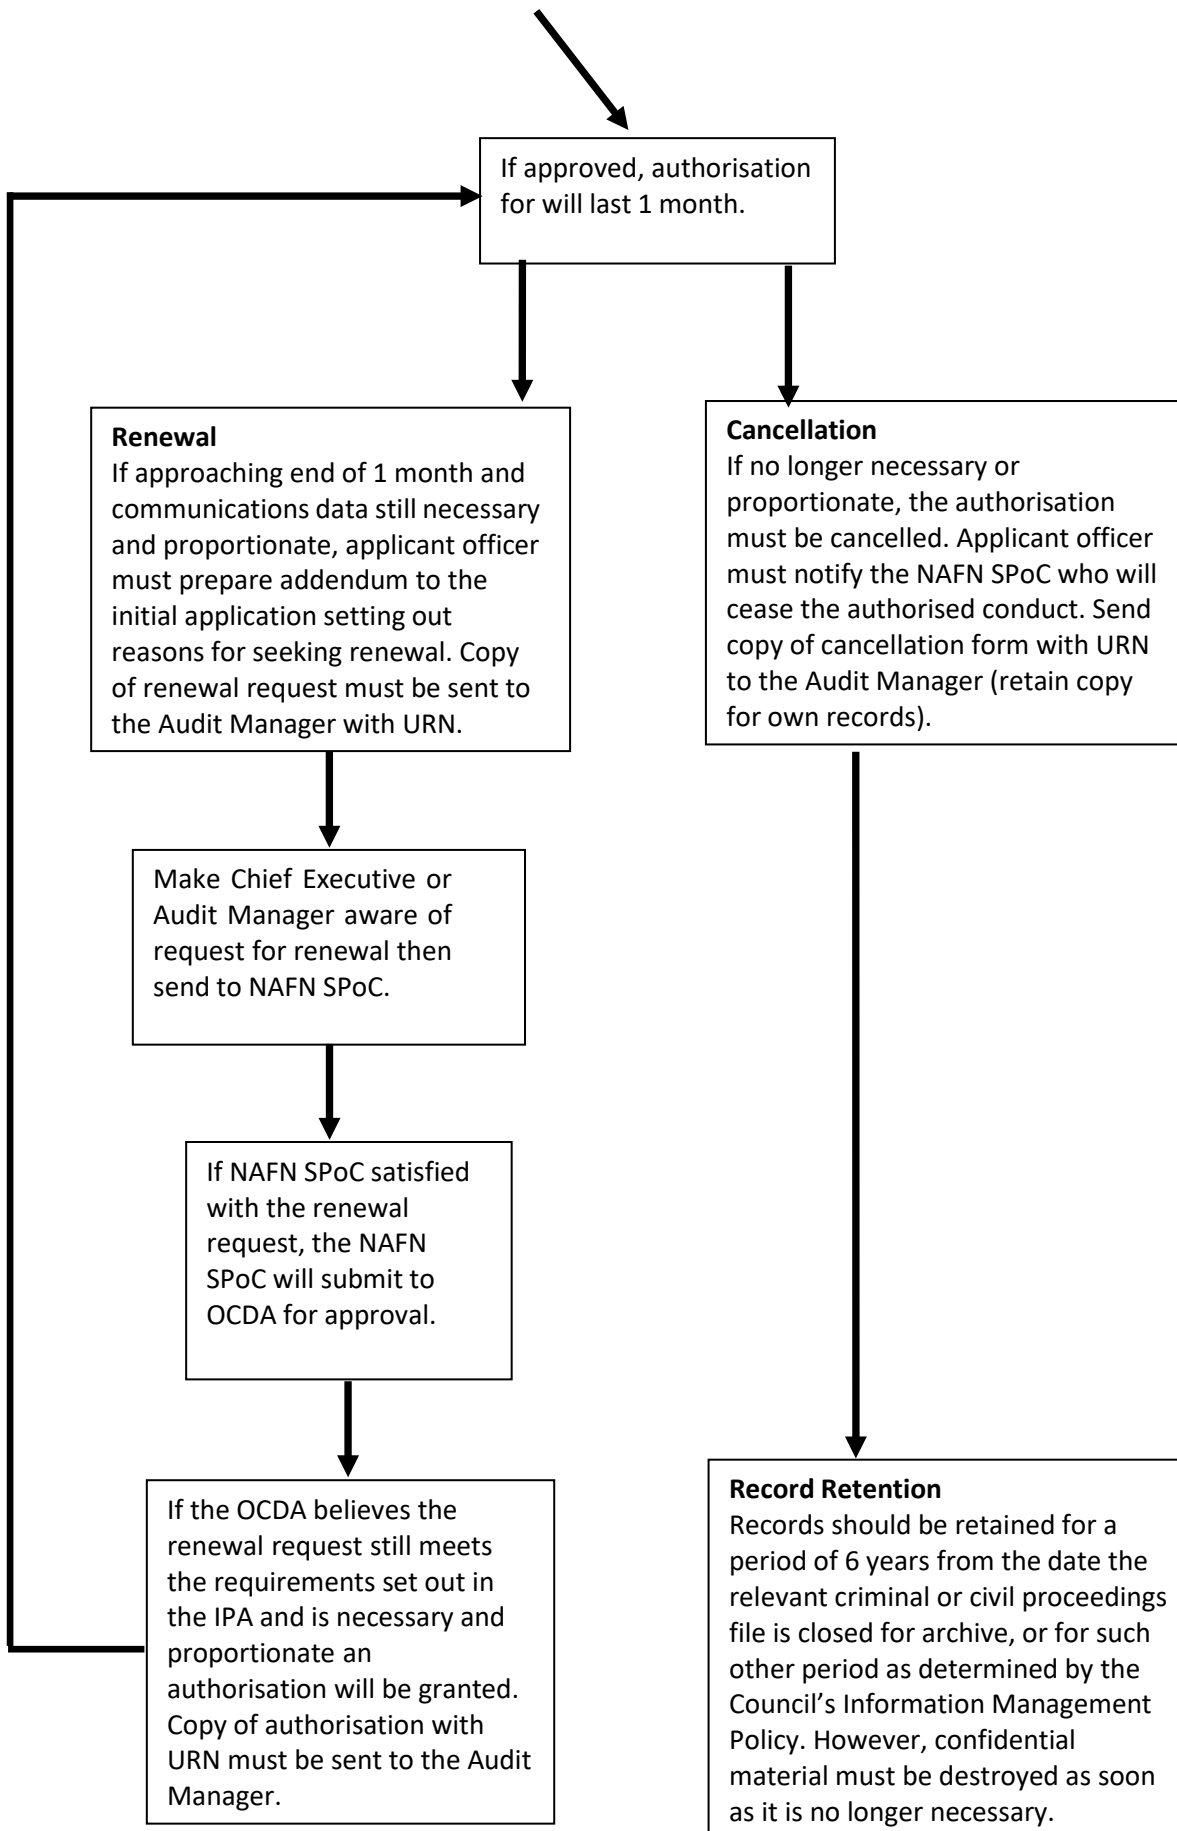 If approved, authorisation
for will last 1 month.
Renewal
If approaching end of 1 month and
communications data still necessary
and proportionate, applicant officer
must prepare addendum to the
initial application setting out
reasons for seeking renewal. Copy
of renewal request must be sent to
the Audit Manager with URN.
Cancellation
If no longer necessary or
proportionate, the authorisation
must be cancelled. Applicant officer
must notify the NAFN SPoC who will
cease the authorised conduct. Send
copy of cancellation form with URN
to the Audit Manager (retain copy
for own records).
Make Chief Executive or
Audit Manager aware of
request for renewal then
send to NAFN SPoC.
If NAFN SPoC satisfied
with the renewal
request, the NAFN
SPoC will submit to
OCDA for approval.
If the OCDA believes the
renewal request still meets
the requirements set out in
the IPA and is necessary and
proportionate an
authorisation will be granted.
Copy of authorisation with
URN must be sent to the Audit
Manager.
Record Retention
Records should be retained for a
period of 6 years from the date the
relevant criminal or civil proceedings
file is closed for archive, or for such
other period as determined by the
Council’s Information Management
Policy. However, confidential
material must be destroyed as soon
as it is no longer necessary.